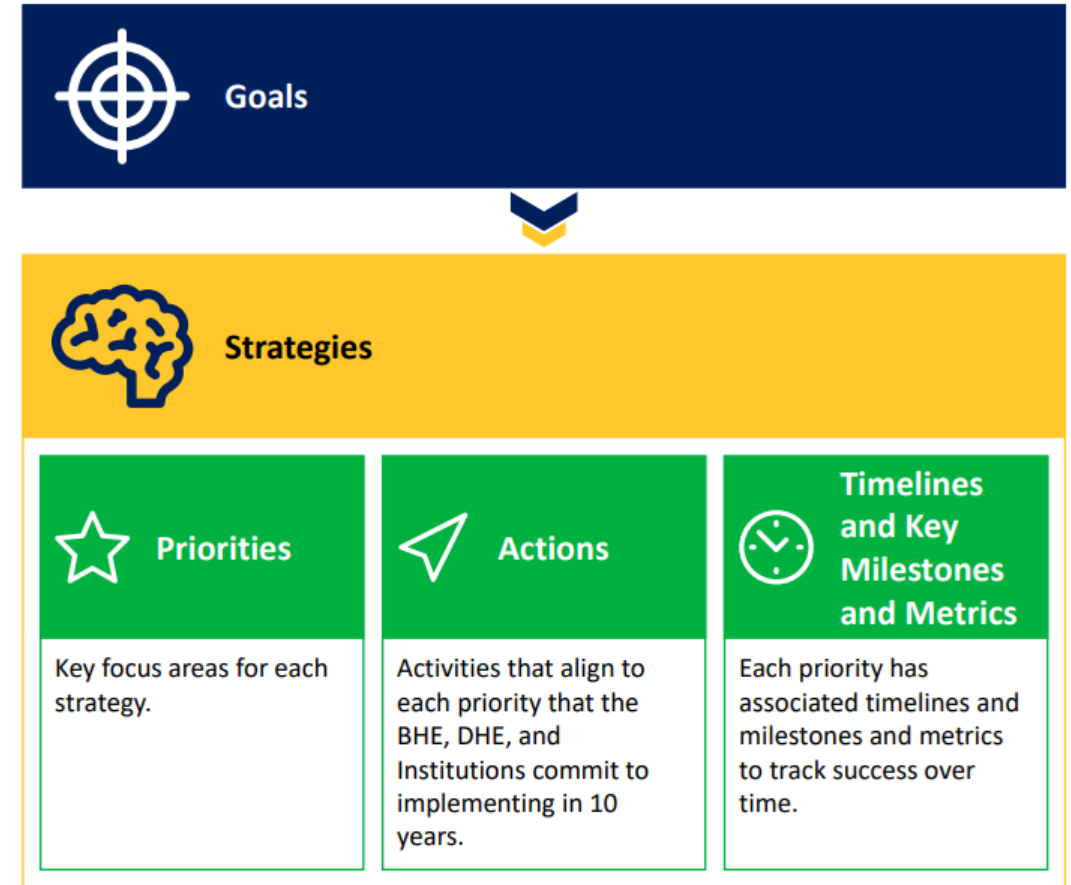 Goals
Strategies
Priorities
Key focus areas for each
strategy.
Actions
Activities that align to
each priority that the
BHE, DHE, and
Institutions commit to
implementing in 10
years.
Timelines
and Key
Milestones
and Metrics
Each priority has
associated timelines and
milestones and metrics
to track success over
time.